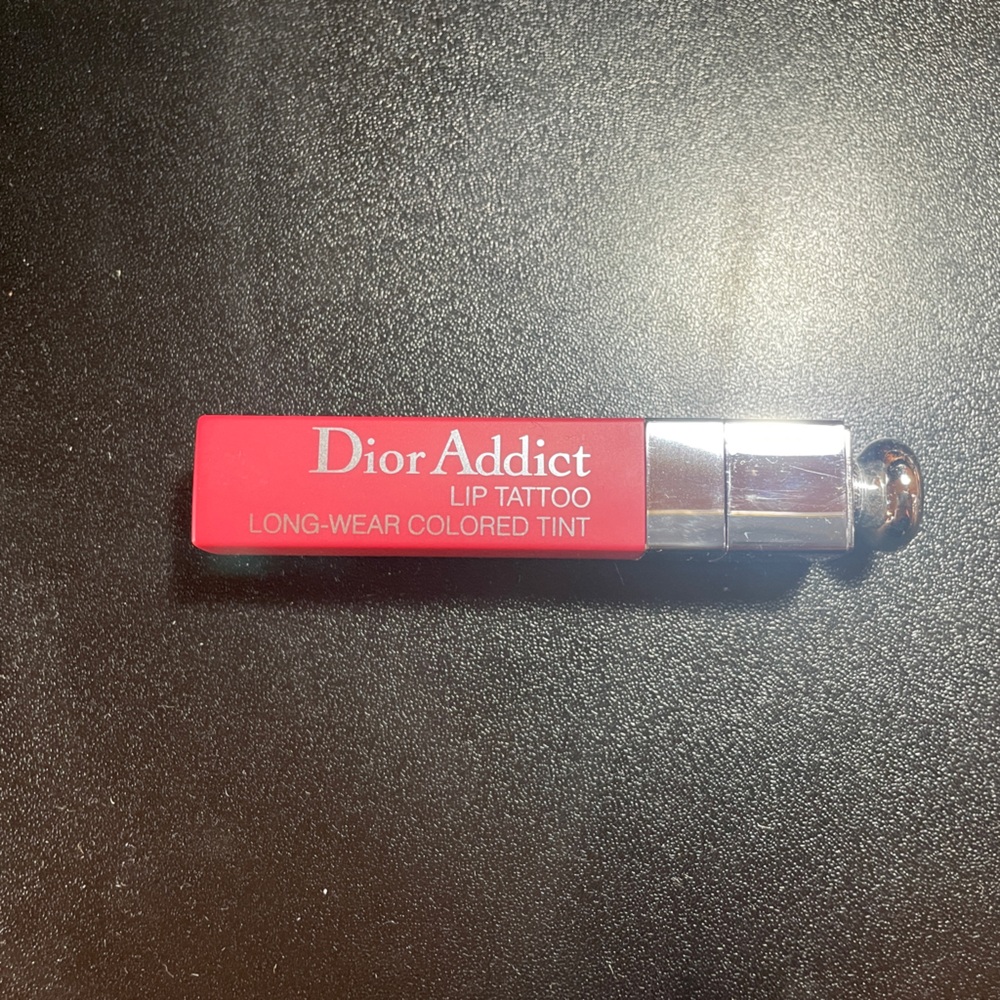 Dior Addict
LIP TATTOO
LONG-WEAR COLORED TINT